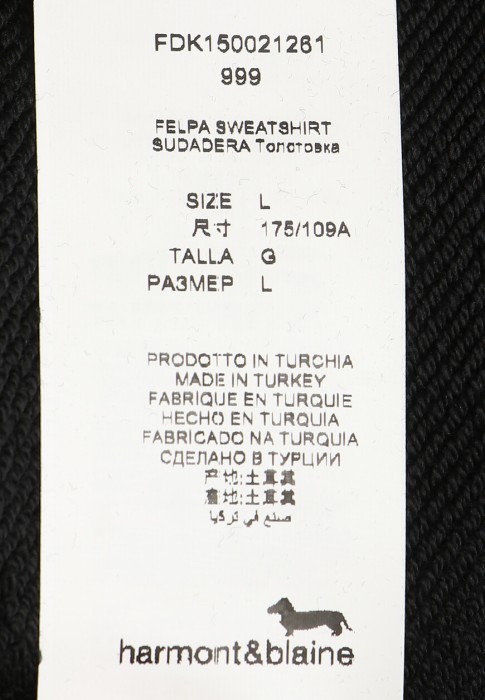 FDK150021261
999
FELPA SWEATSHIRT
SUDADERA Толстовка
SIZE L
尺寸 175/109A
TALLA G
РАЗМЕР L
PRODOTTO IN TURCHIA
MADE IN TURKEY
FABRIQUE EN TURQUIE
HECHO EN TURQUIA
FABRICADO NA TURQUIA
СДЕЛАНО В ТУРЦИИ
产地:土耳其
產地:土耳其
صنع في تركيا
harmont&blaine